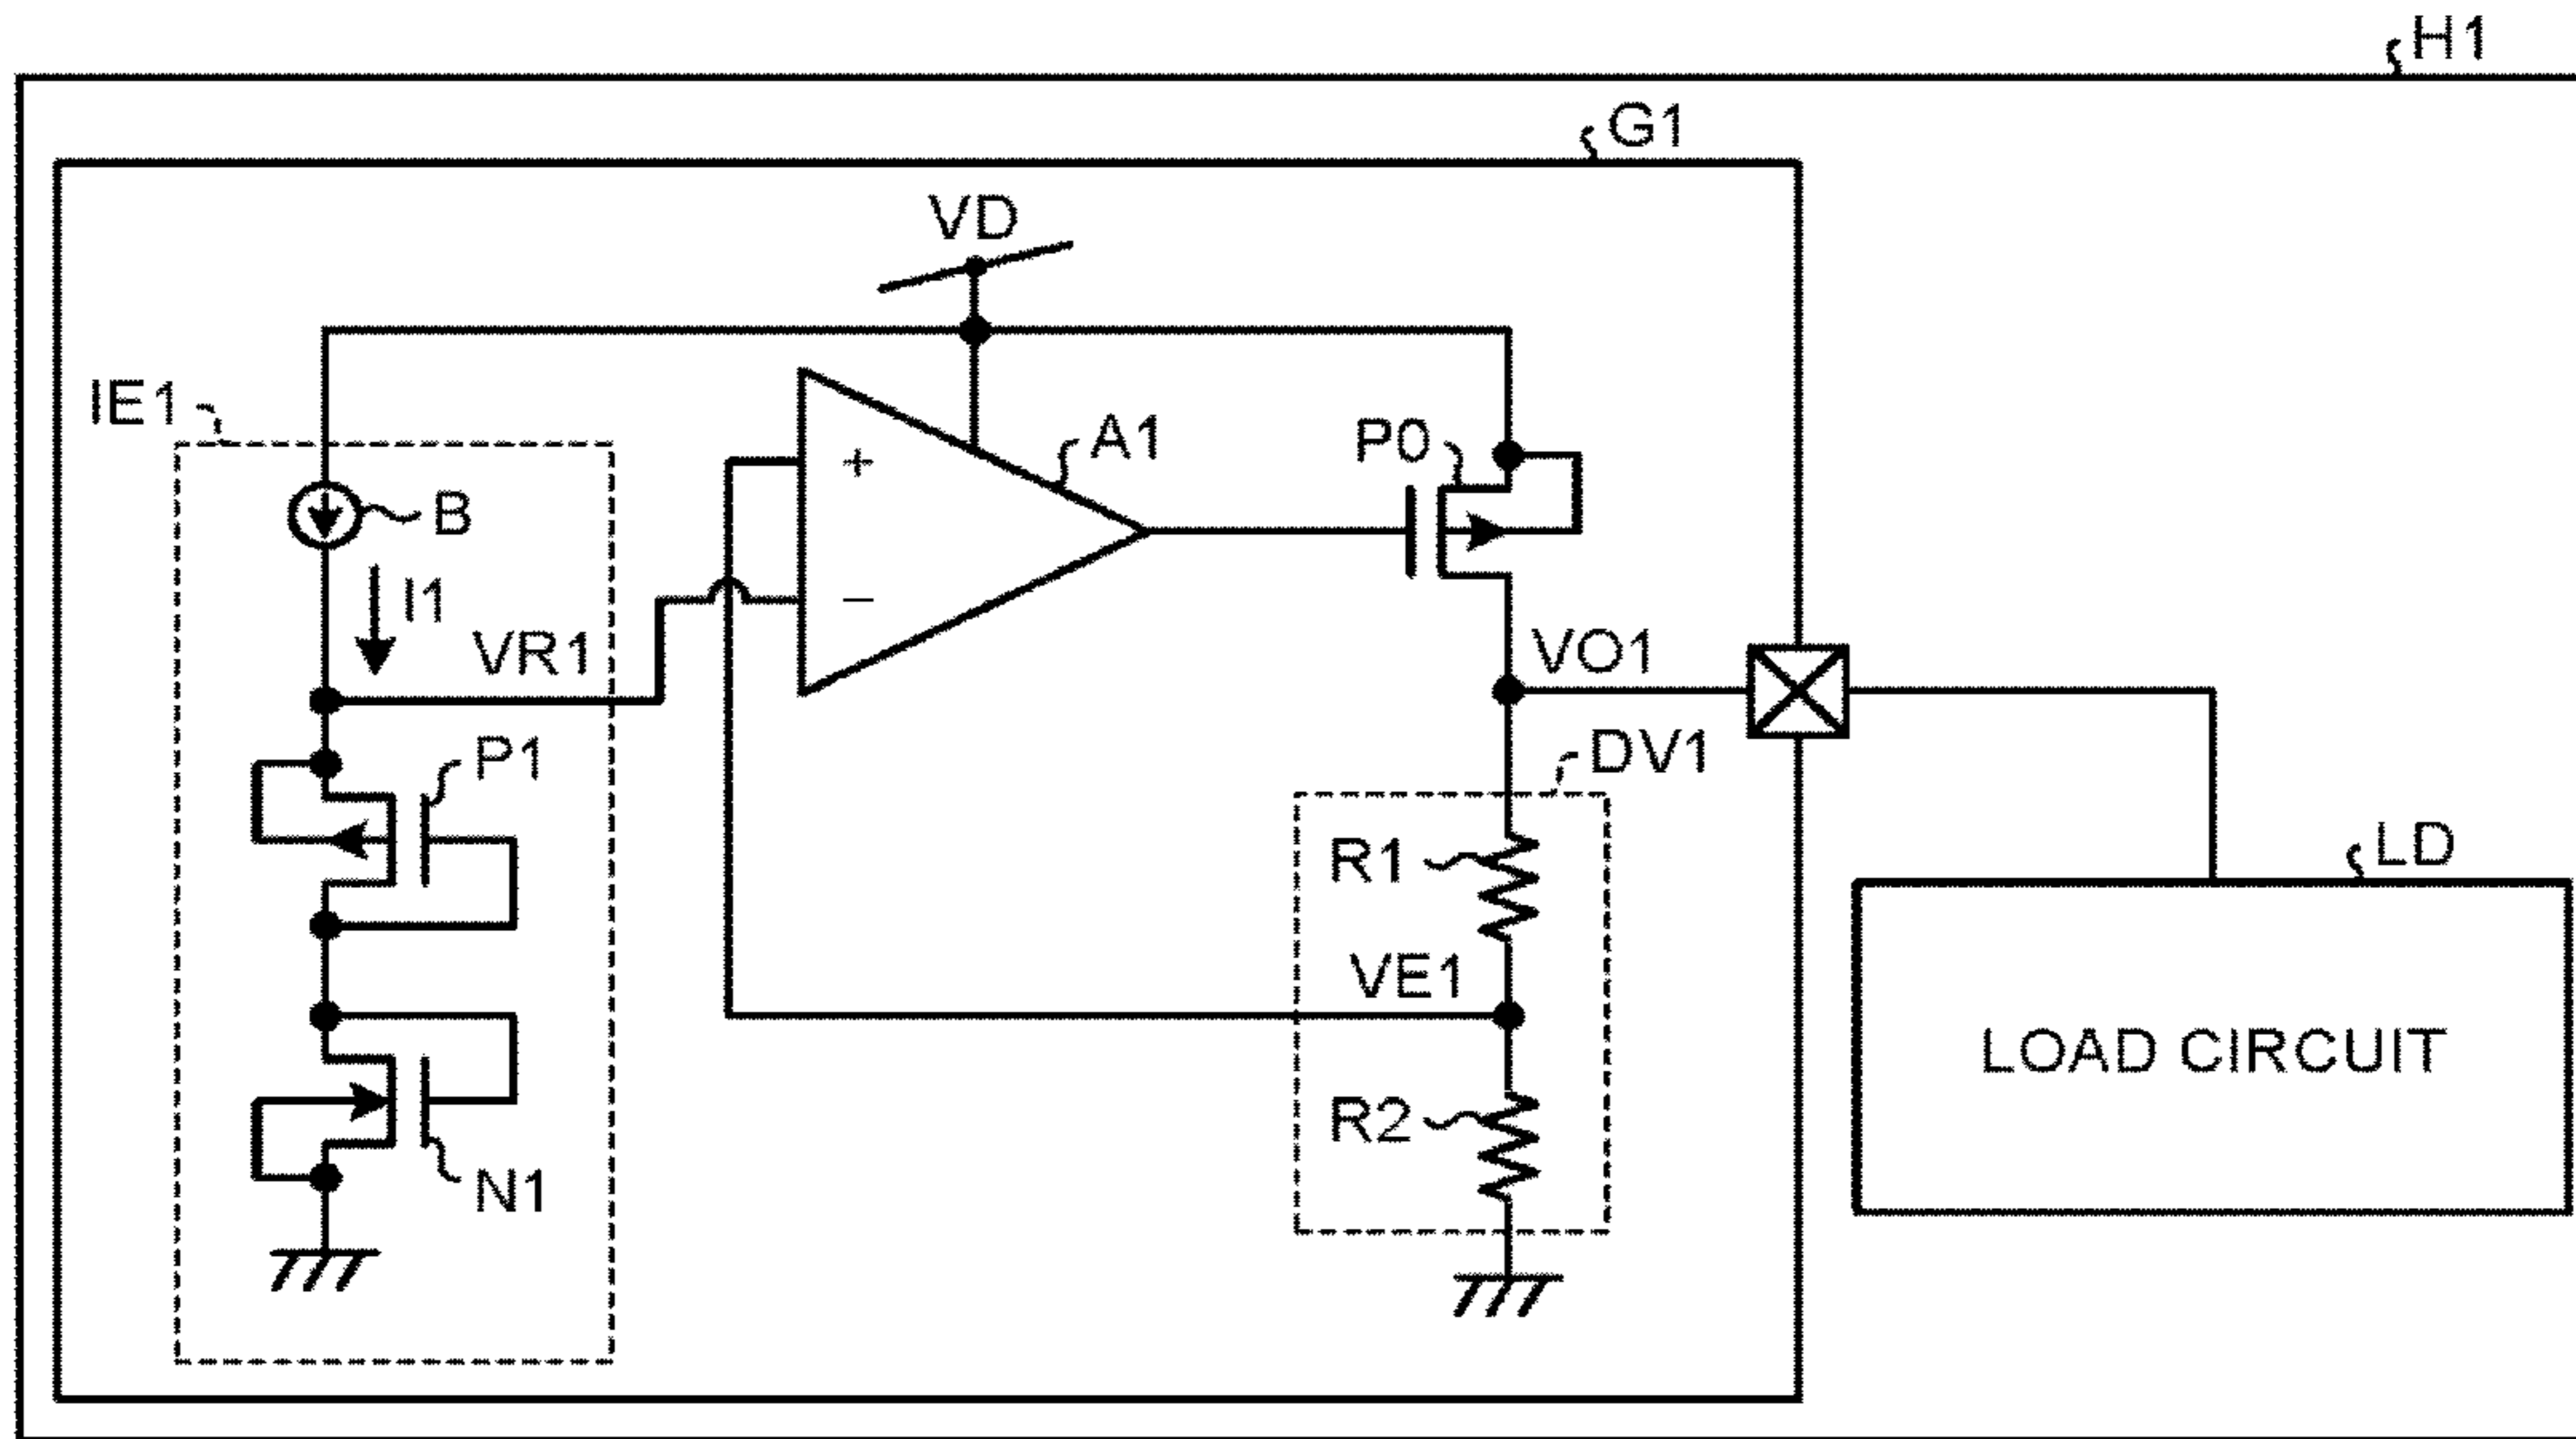 H1
G1
VD
IE1
A1
P0
B
I1
VR1
VO1
P1
DV1
R1
LD
VE1
LOAD CIRCUIT
R2
N1
+
−